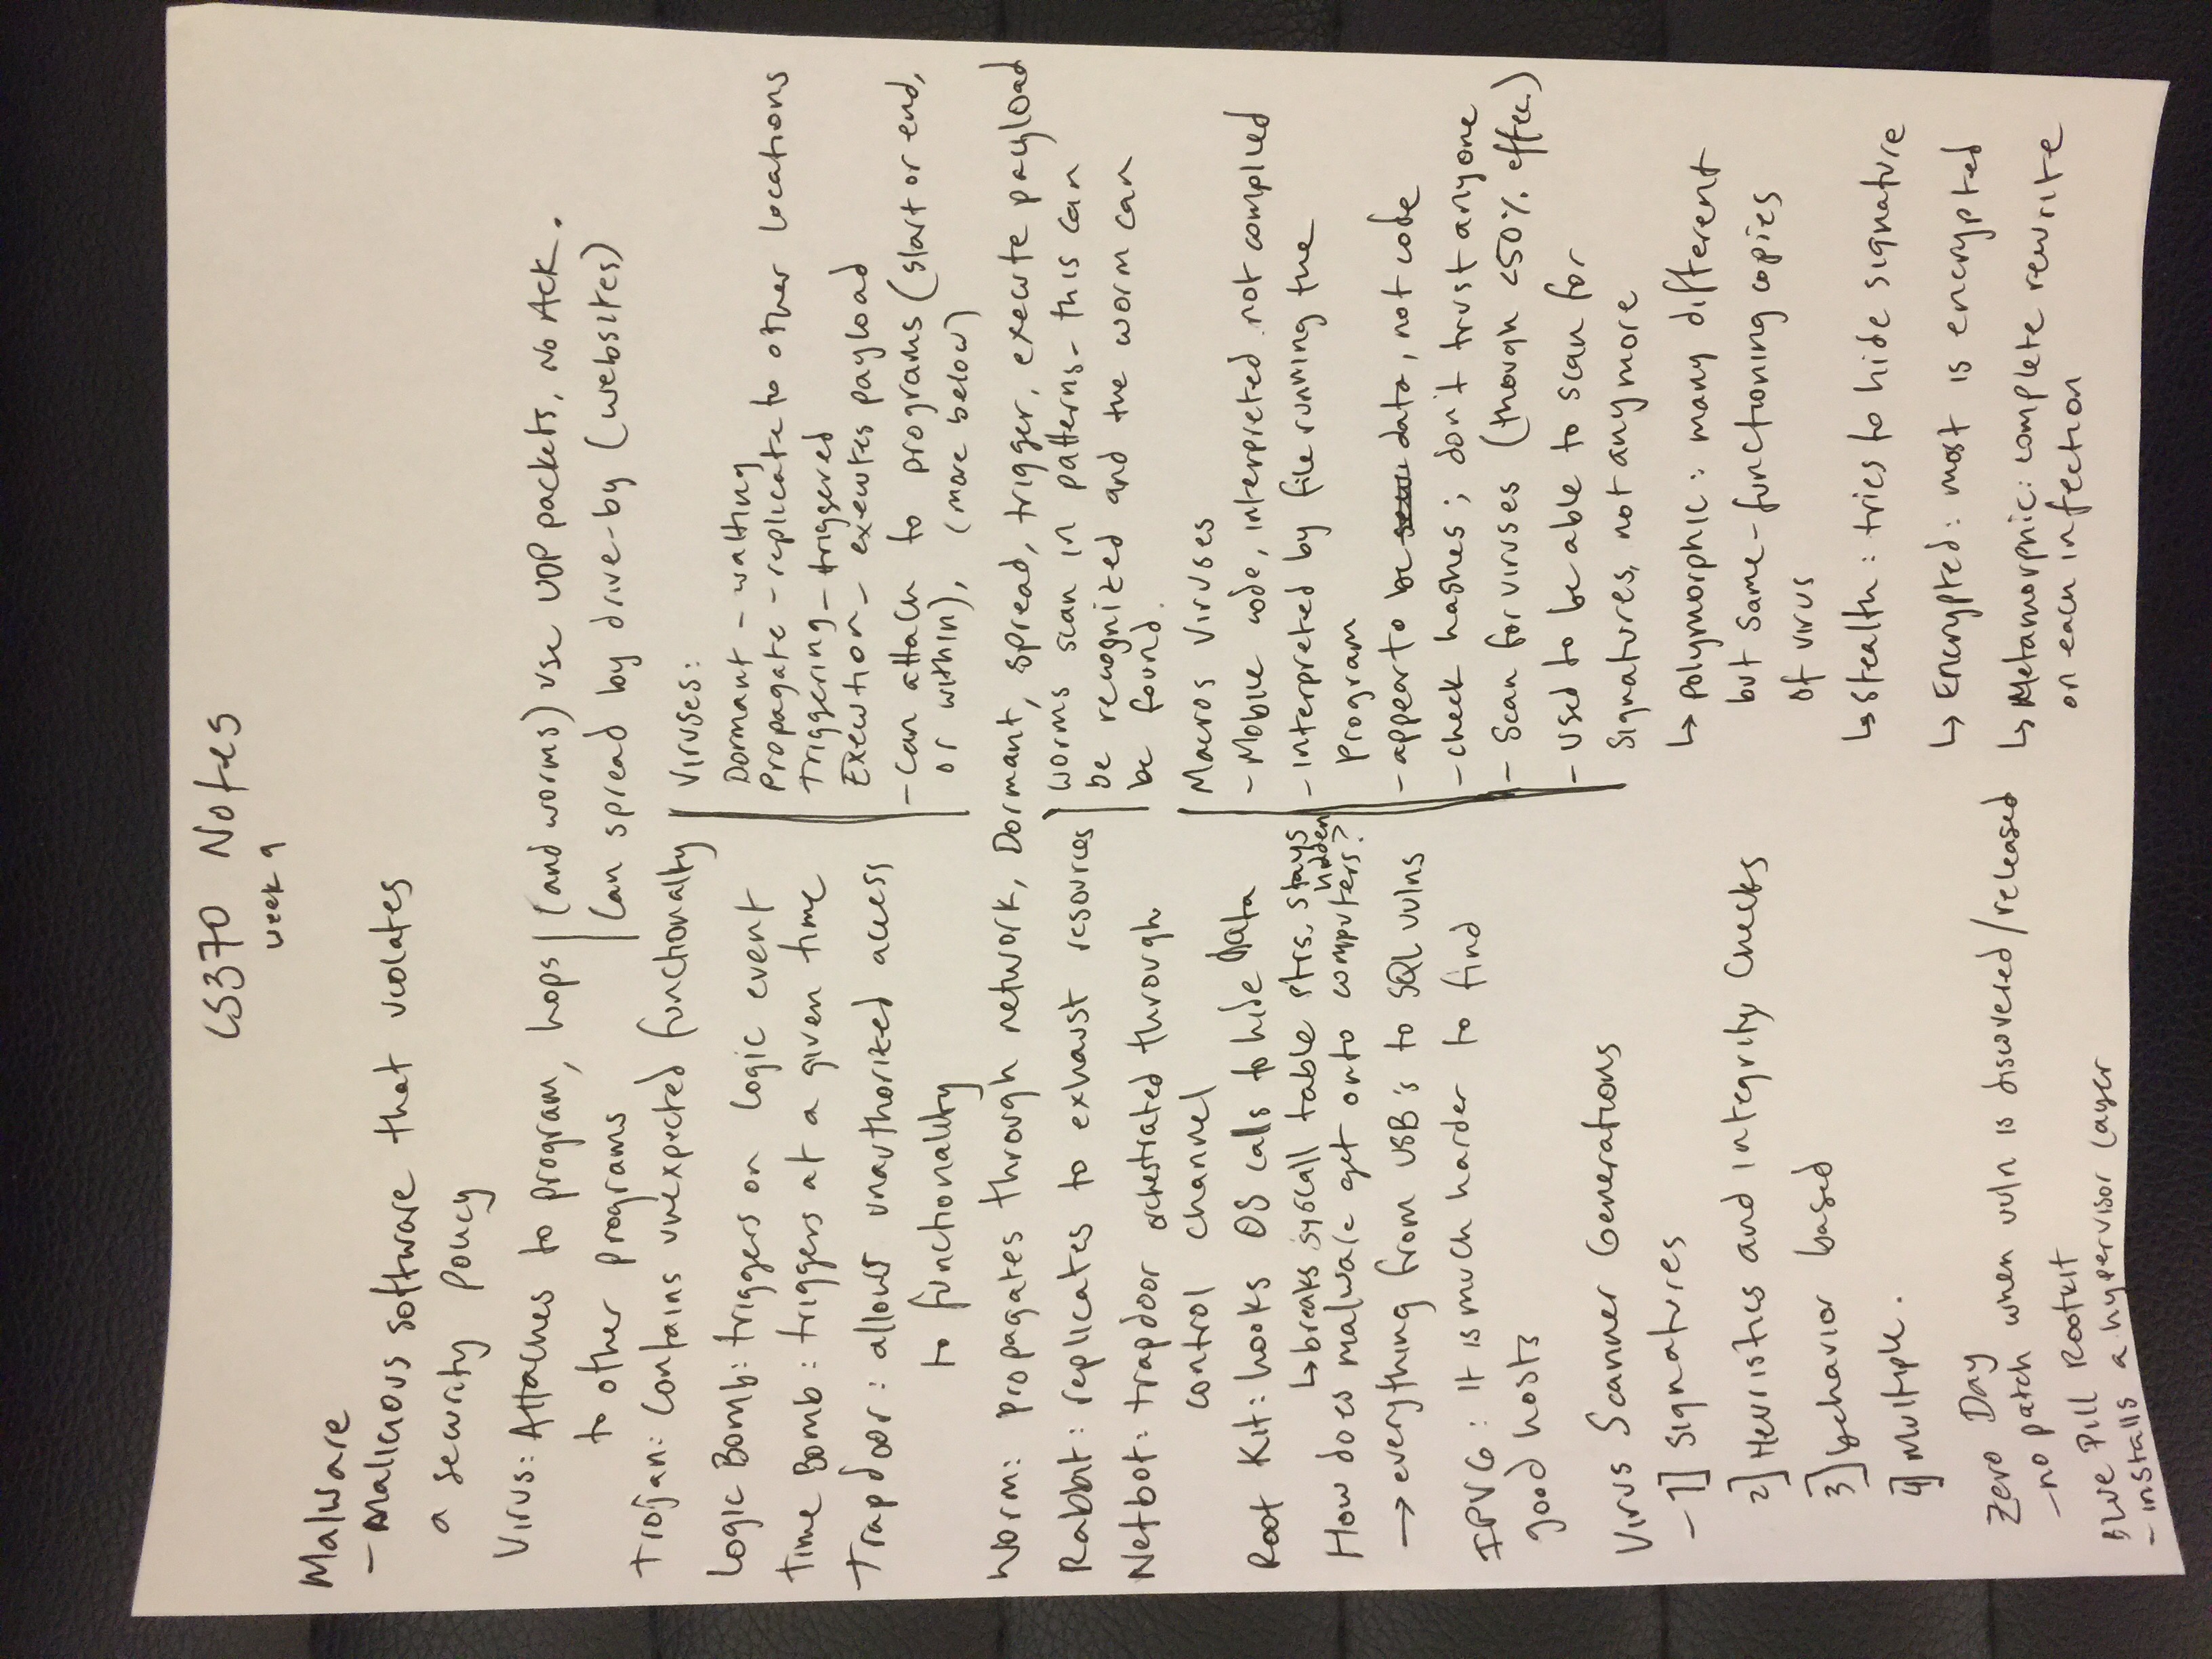 CS370 Notes
week 9
Malware
- Malicious software that violates
a security policy
Virus: Attaches to program, hops
to other programs
(and worms) use UDP packets, No Ack.
Can spread by drive-by (websites)
Trojan: Contains unexpected functionality
Logic Bomb: triggers on logic event
Time Bomb: triggers at a given time
Trapdoor: allows unauthorized access
to functionality
Viruses:
Dormant - waiting
Propagate - replicate to other locations
Triggering - triggered
Execution - executes payload
- can attach to programs (start or end,
or within), (more below)
Worm: propagates through network, Dormant, spread, trigger, execute payload
Rabbit: replicates to exhaust resources
Netbot: trapdoor orchestrated through
control channel
Root Kit: hooks OS calls to hide data
↳ breaks syscall table ptrs. stays
hidden
How does malware get onto computers?
→ everything from USB's to SQL vulns
IPV6: It is much harder to find
good hosts
worms scan in patterns - this can
be recognized and the worm can
be found.
Macros Viruses
- Mobile code, interpreted not compiled
- interpreted by file running the
program
- appear to be data, not code
- check hashes; don't trust anyone
- Scan for viruses (though <50% effec.)
- used to be able to scan for
signatures, not anymore
↳ polymorphic: many different
but same-functioning copies
of virus
↳ stealth: tries to hide signature
↳ Encrypted: most is encrypted
↳ Metamorphic: complete rewrite
on each infection
Virus Scanner Generations
- 1] signatures
2] Heuristics and integrity Checks
3] behavior based
4] Multiple.
Zero Day
- no patch when vuln is discovered/released
Blue Pill Rootkit
- installs a hypervisor layer